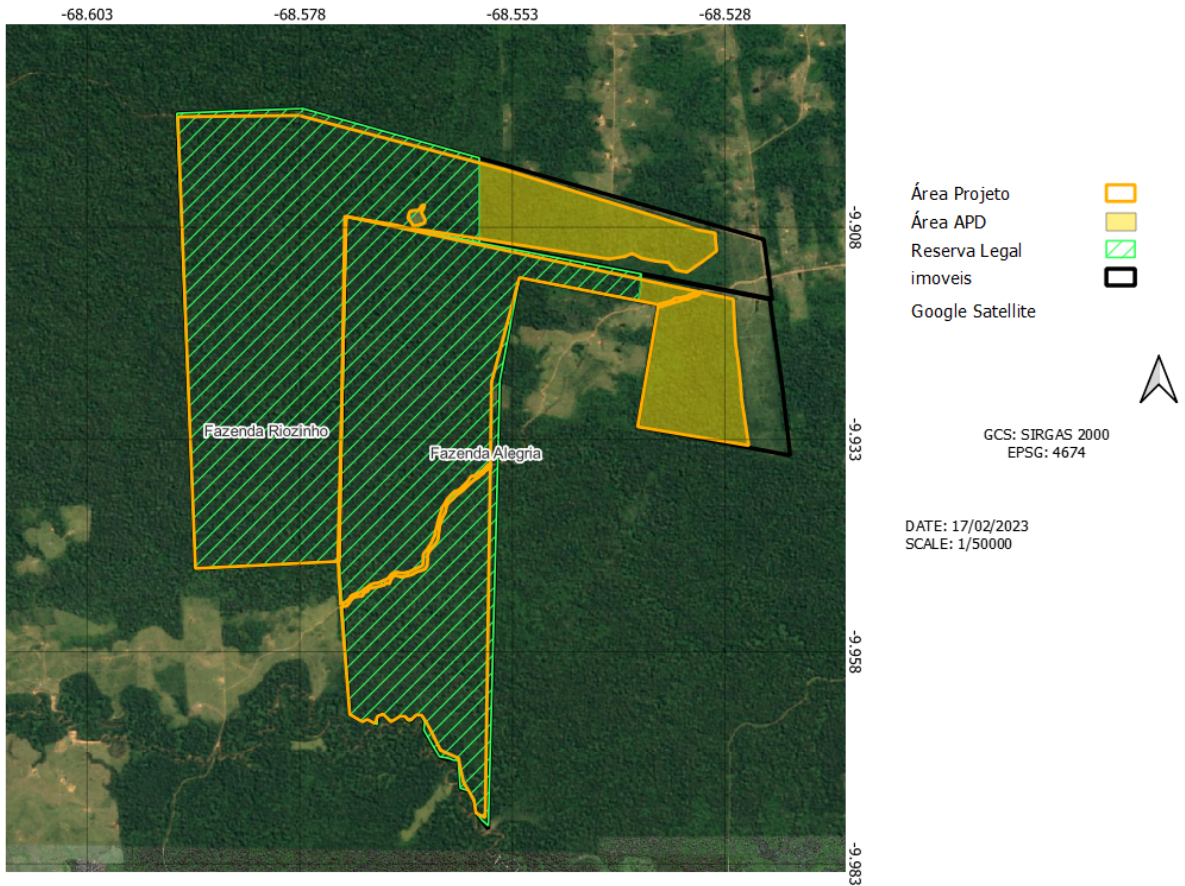 -68.603 -68.578 -68.553 -68.528
Área Projeto
-9.908
Área APD
Reserva Legal
imoveis
Google Satellite
Fazenda Riozinho
-9.933
GCS: SIRGAS 2000
Fazenda Alegria
EPSG: 4674
DATE: 17/02/2023
SCALE: 1/50000
-9.958
-9.983